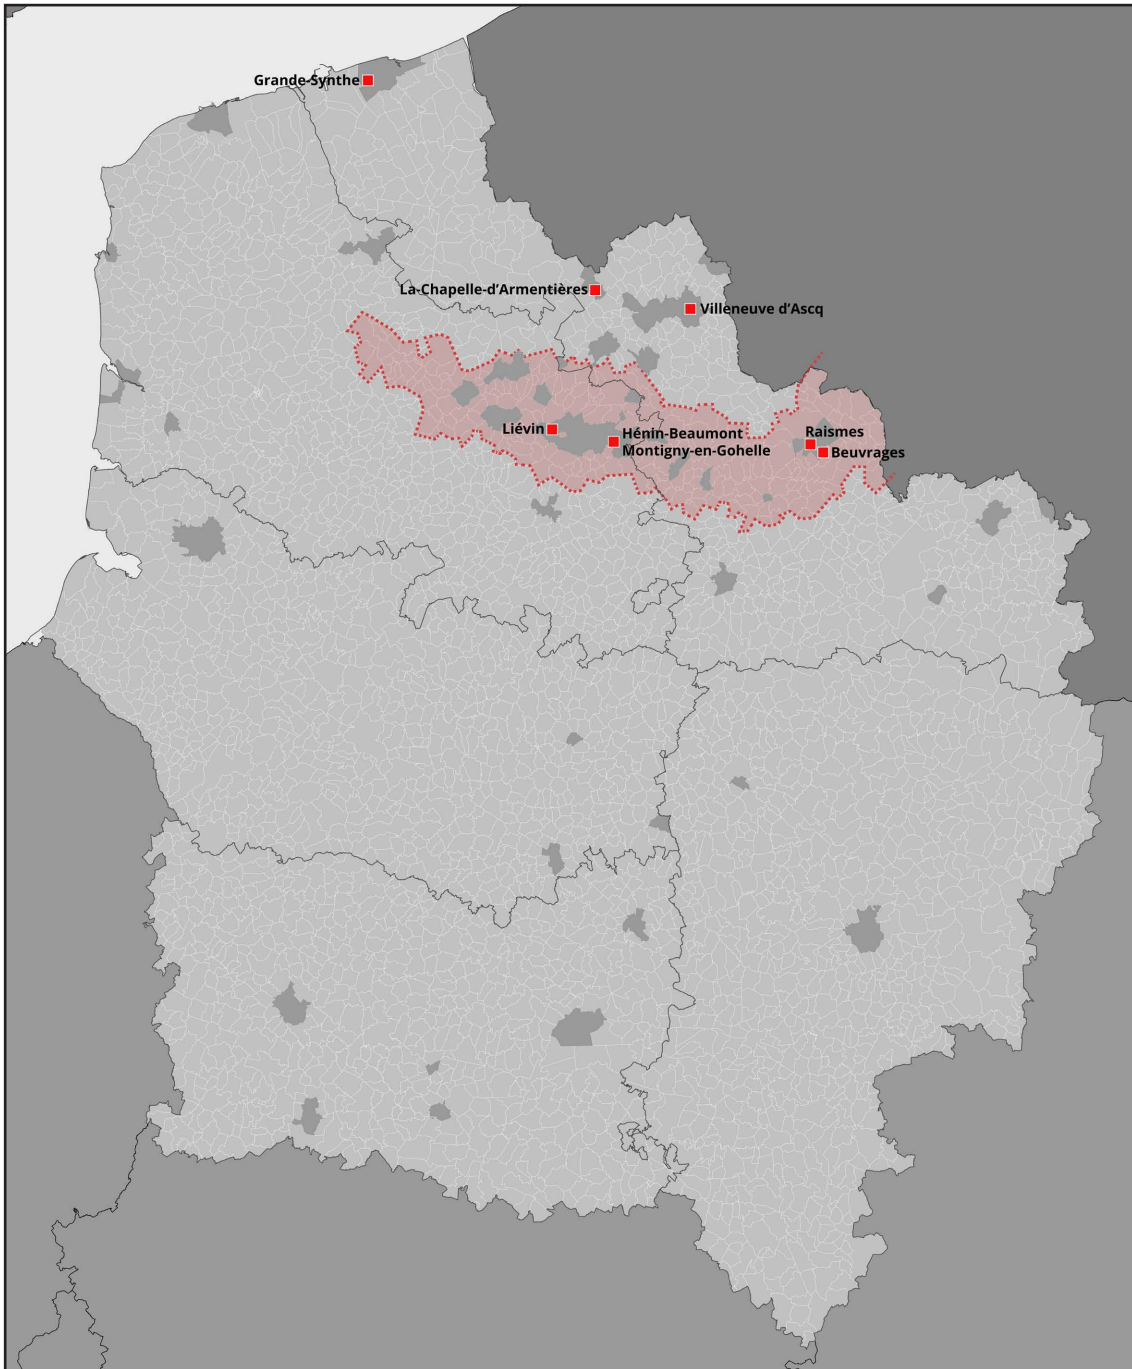 Grande-Synthe
La-Chapelle-d’Armentières
Villeneuve d’Ascq
Liévin
Hénin-Beaumont
Montigny-en-Gohelle
Raismes
Beuvrages